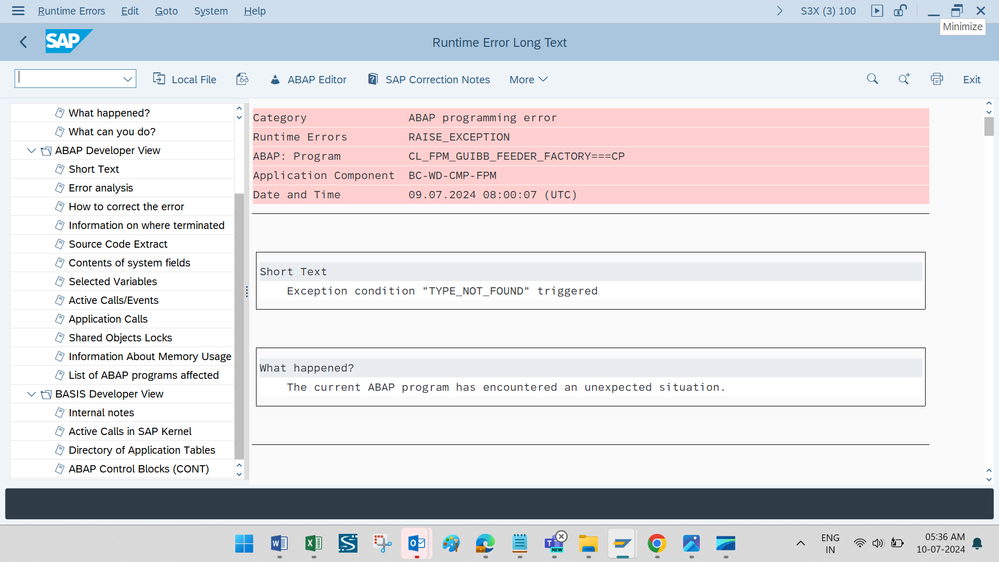 Runtime Errors Edit Goto System Help S3X (3) 100
Minimize
SAP Runtime Error Long Text
Local File ABAP Editor SAP Correction Notes More Exit
What happened?
What can you do?
ABAP Developer View
Short Text
Error analysis
How to correct the error
Information on where terminated
Source Code Extract
Contents of system fields
Selected Variables
Active Calls/Events
Application Calls
Shared Objects Locks
Information About Memory Usage
List of ABAP programs affected
BASIS Developer View
Internal notes
Active Calls in SAP Kernel
Directory of Application Tables
ABAP Control Blocks (CONT)
Category ABAP programming error
Runtime Errors RAISE_EXCEPTION
ABAP: Program CL_FPM_GUIBB_FEEDER_FACTORY===CP
Application Component BC-WD-CMP-FPM
Date and Time 09.07.2024 08:00:07 (UTC)
Short Text
Exception condition "TYPE_NOT_FOUND" triggered
What happened?
The current ABAP program has encountered an unexpected situation.
ENG
IN
05:36 AM
10-07-2024